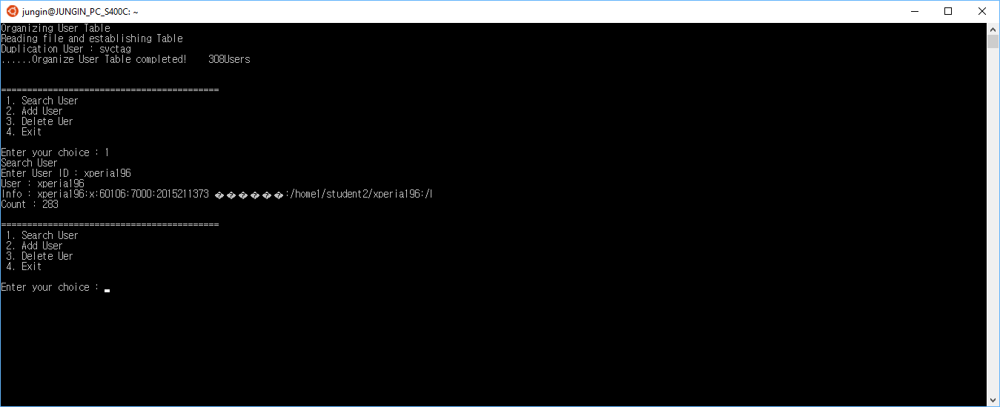 jungin@JUNGIN_PC_S400C: ~
Organizing User Table
Reading file and establishing Table
Duplication User : svctag
......Organize User Table completed!    308Users
==========================================
1. Search User
2. Add User
3. Delete Uer
4. Exit
Enter your choice : 1
Search User
Enter User ID : xperia196
User : xperia196
Info : xperia196:x:60106:7000:2015211373 ������:/home1/student2/xperia196:/l
Count : 283
==========================================
1. Search User
2. Add User
3. Delete Uer
4. Exit
Enter your choice :